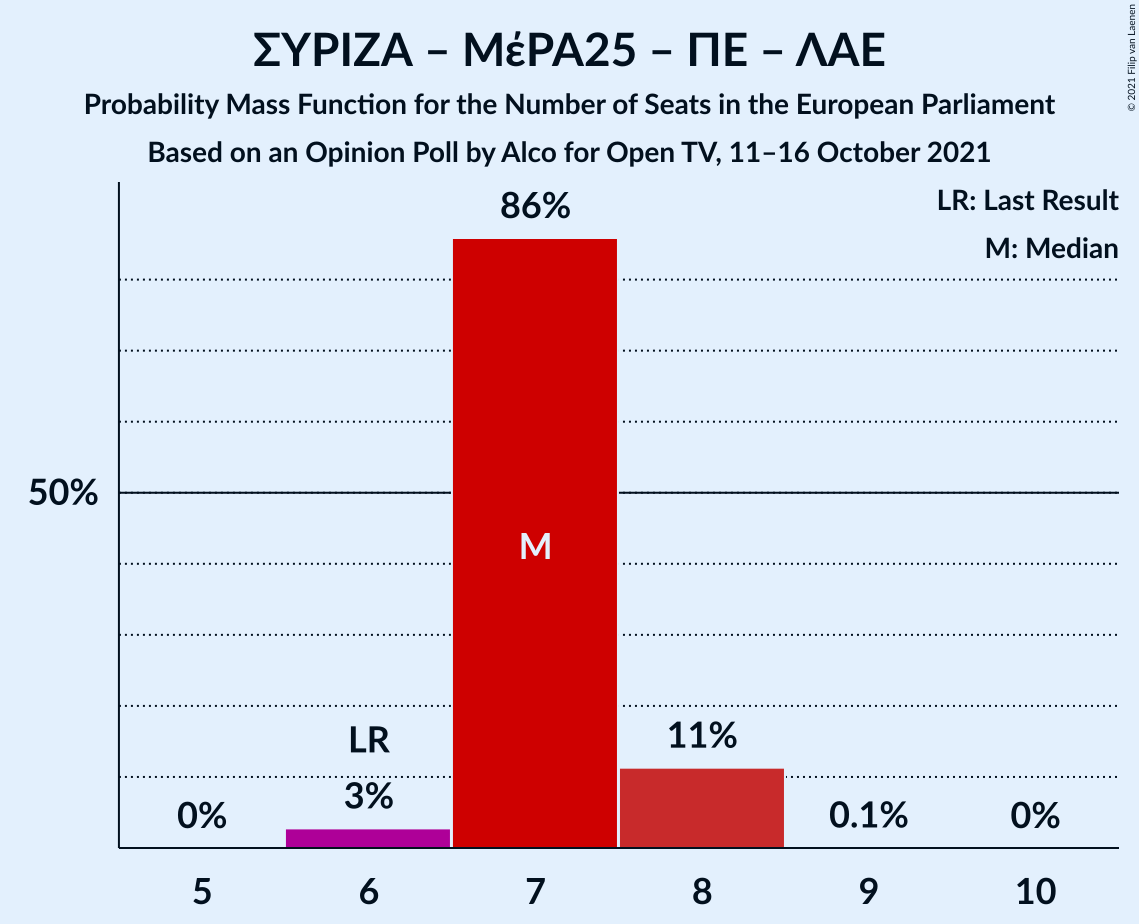 ΣΥΡΙΖΑ – ΜέΡΑ25 – ΠΕ – ΛΑΕ
Probability Mass Function for the Number of Seats in the European Parliament
Based on an Opinion Poll by Alco for Open TV, 11–16 October 2021
© 2021 Filip van Laenen
LR: Last Result
M: Median
86%
50%
M
LR
11%
3%
0%
0.1%
0%
5 6 7 8 9 10